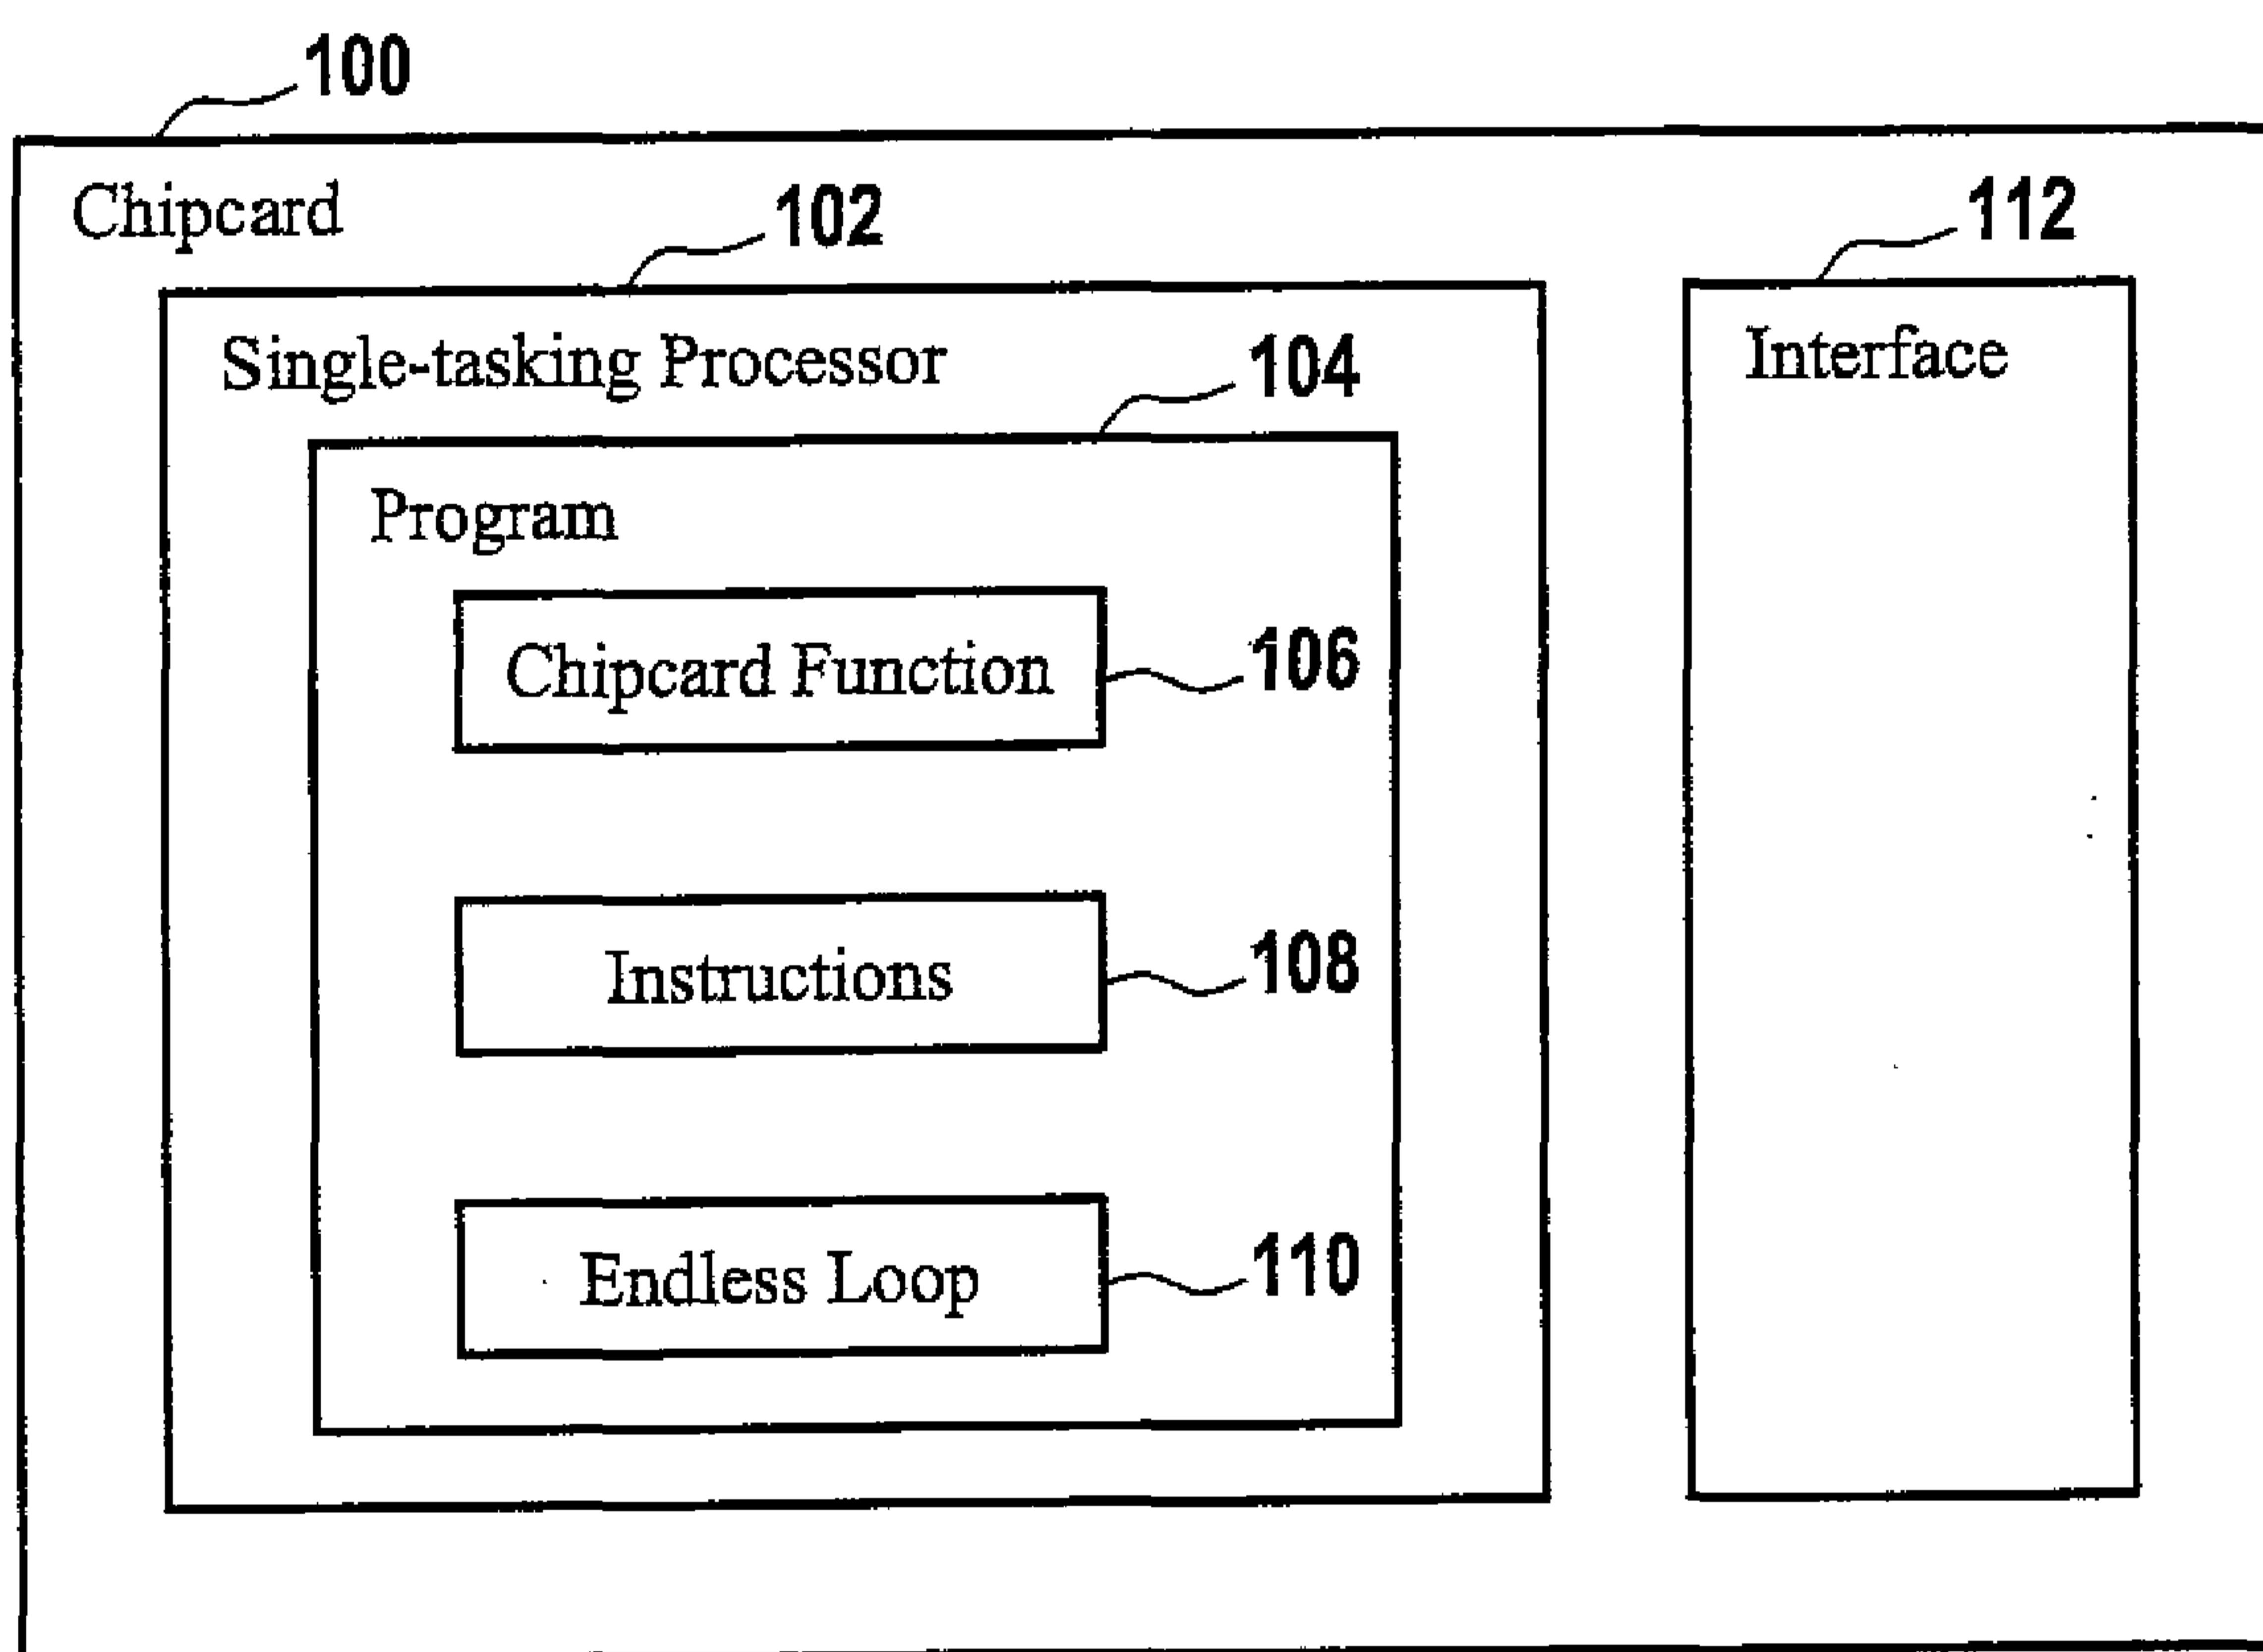 100
Chipcard
102
112
Single-tasking Processor
104
Interface
Program
Chipcard Function
106
Instructions
108
Endless Loop
110